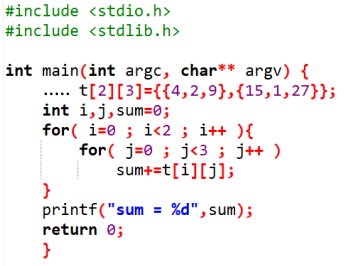 #include <stdio.h>
#include <stdlib.h>
int main(int argc, char** argv) {
..... t[2][3]={{4,2,9},{15,1,27}};
int i,j,sum=0;
for( i=0 ; i<2 ; i++ ){
for( j=0 ; j<3 ; j++ )
sum+=t[i][j];
}
printf("sum = %d",sum);
return 0;
}